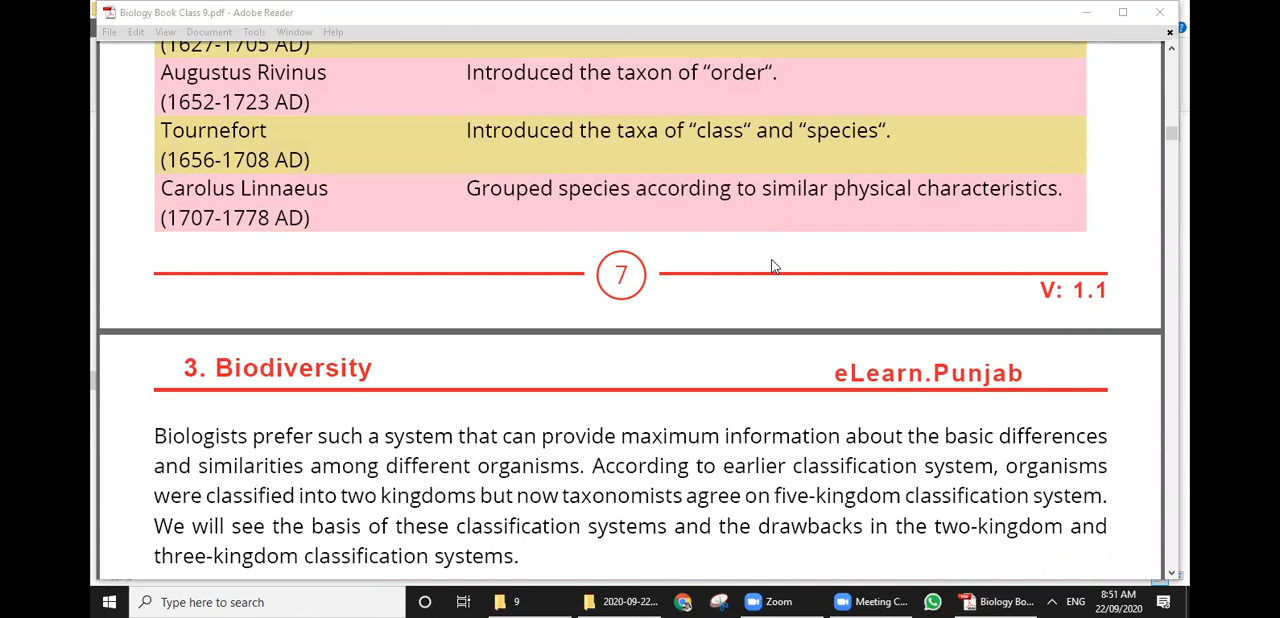 Biology Book Class 9.pdf - Adobe Reader
File Edit View Document Tools Window Help
(1627-1705 AD)
Augustus Rivinus Introduced the taxon of “order“.
(1652-1723 AD)
Tournefort Introduced the taxa of “class“ and “species“.
(1656-1708 AD)
Carolus Linnaeus Grouped species according to similar physical characteristics.
(1707-1778 AD)
7
V: 1.1
3. Biodiversity eLearn.Punjab
Biologists prefer such a system that can provide maximum information about the basic differences
and similarities among different organisms. According to earlier classification system, organisms
were classified into two kingdoms but now taxonomists agree on five-kingdom classification system.
We will see the basis of these classification systems and the drawbacks in the two-kingdom and
three-kingdom classification systems.
Type here to search 9 2020-09-22... Zoom Meeting C... Biology Bo... ENG 8:51 AM
22/09/2020